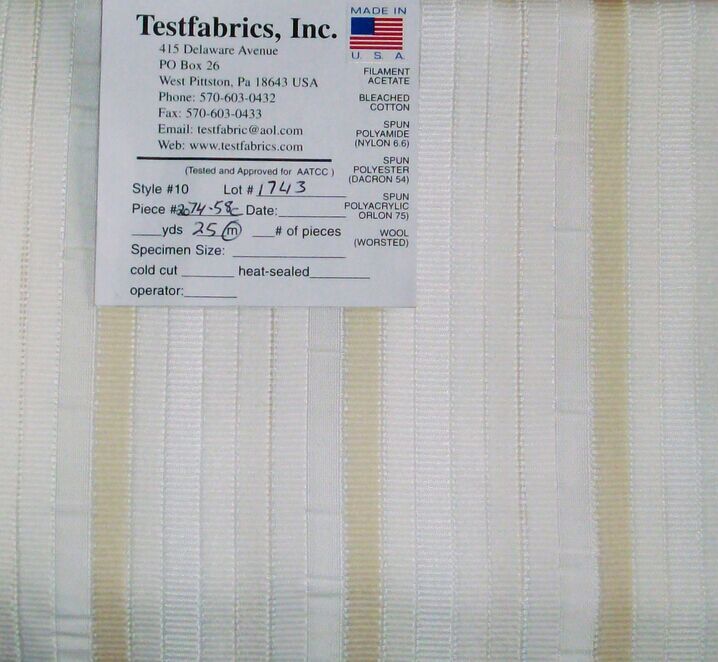 Testfabrics, Inc.
415 Delaware Avenue
PO Box 26
West Pittston, Pa 18643 USA
Phone: 570-603-0432
Fax: 570-603-0433
Email: testfabric@aol.com
Web: www.testfabrics.com
(Tested and Approved for AATCC )
Style #10 Lot # 1743
Piece # Date:
yds 25 m # of pieces
Specimen Size:
cold cut heat-sealed
operator:
MADE IN
U. S. A.
FILAMENT
ACETATE
BLEACHED
COTTON
SPUN
POLYAMIDE
(NYLON 6.6)
SPUN
POLYESTER
(DACRON 54)
SPUN
POLYACRYLIC
ORLON 75)
WOOL
(WORSTED)